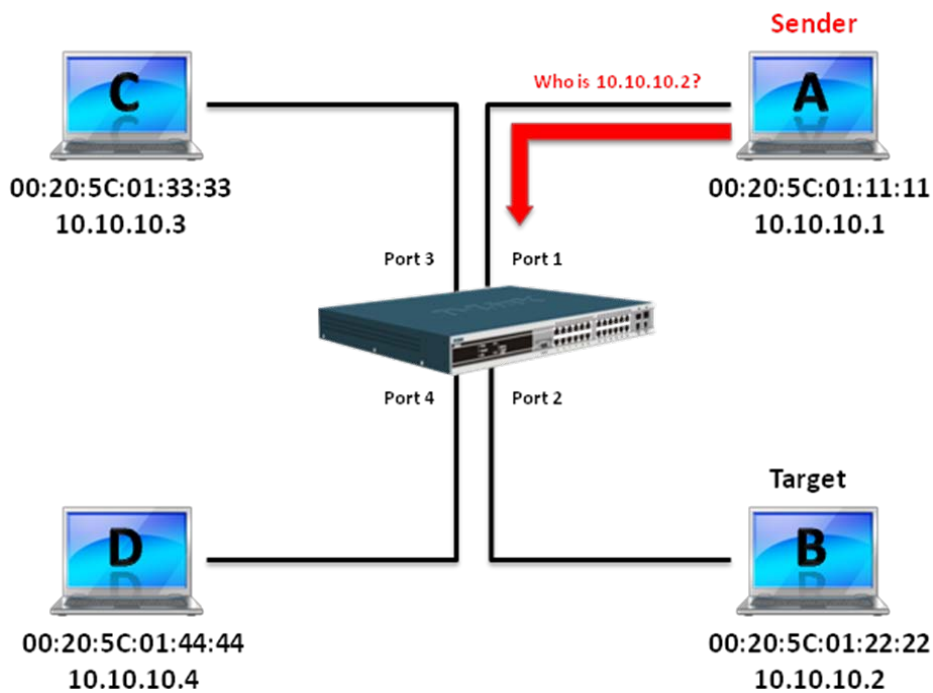 Sender
Who is 10.10.10.2?
C
A
00:20:5C:01:33:33
10.10.10.3
00:20:5C:01:11:11
10.10.10.1
Port 3
Port 1
Port 4
Port 2
Target
D
B
00:20:5C:01:44:44
10.10.10.4
00:20:5C:01:22:22
10.10.10.2